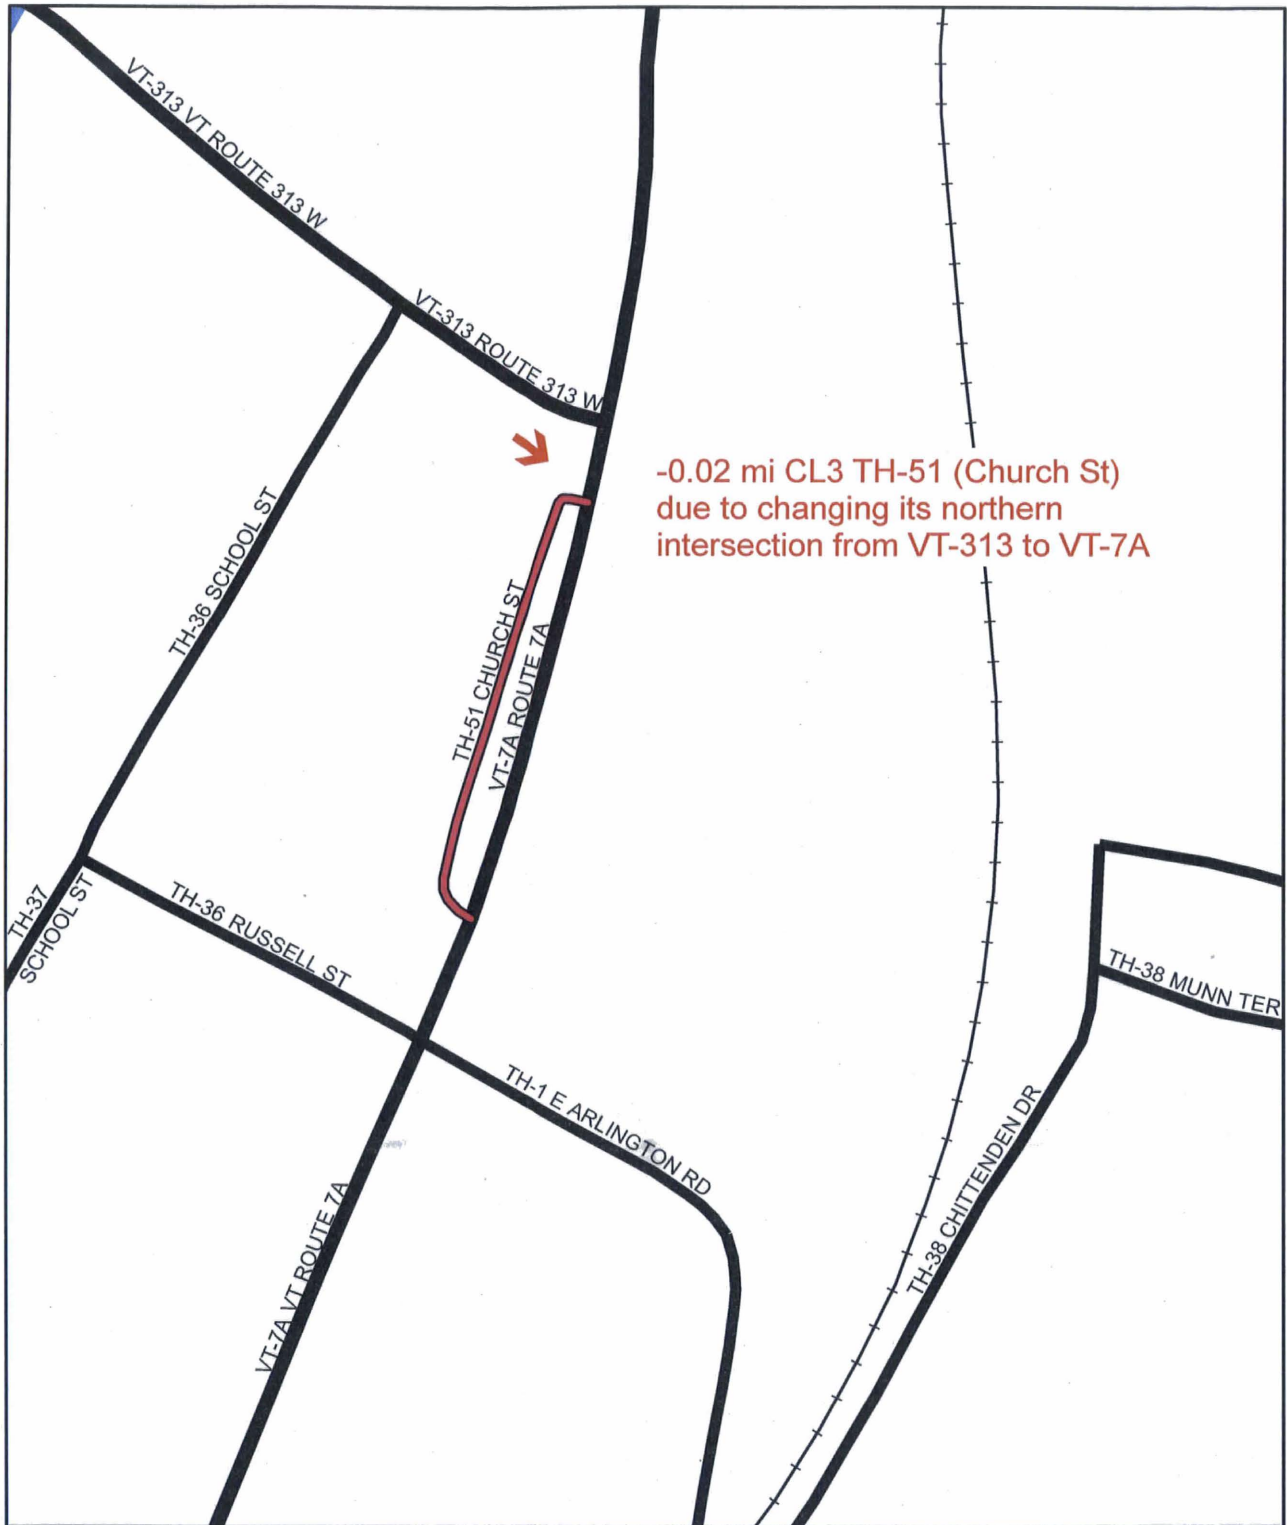 VT-313 VT ROUTE 313 W
VT-313 ROUTE 313 W
-0.02 mi CL3 TH-51 (Church St)
due to changing its northern
intersection from VT-313 to VT-7A
TH-36 SCHOOL ST
TH-51 CHURCH ST
VT-7A ROUTE 7A
TH-37
SCHOOL ST
TH-36 RUSSELL ST
TH-38 MUNN TER
TH-1 E ARLINGTON RD
TH-38 CHITTENDEN DR
VT-7A VT ROUTE 7A